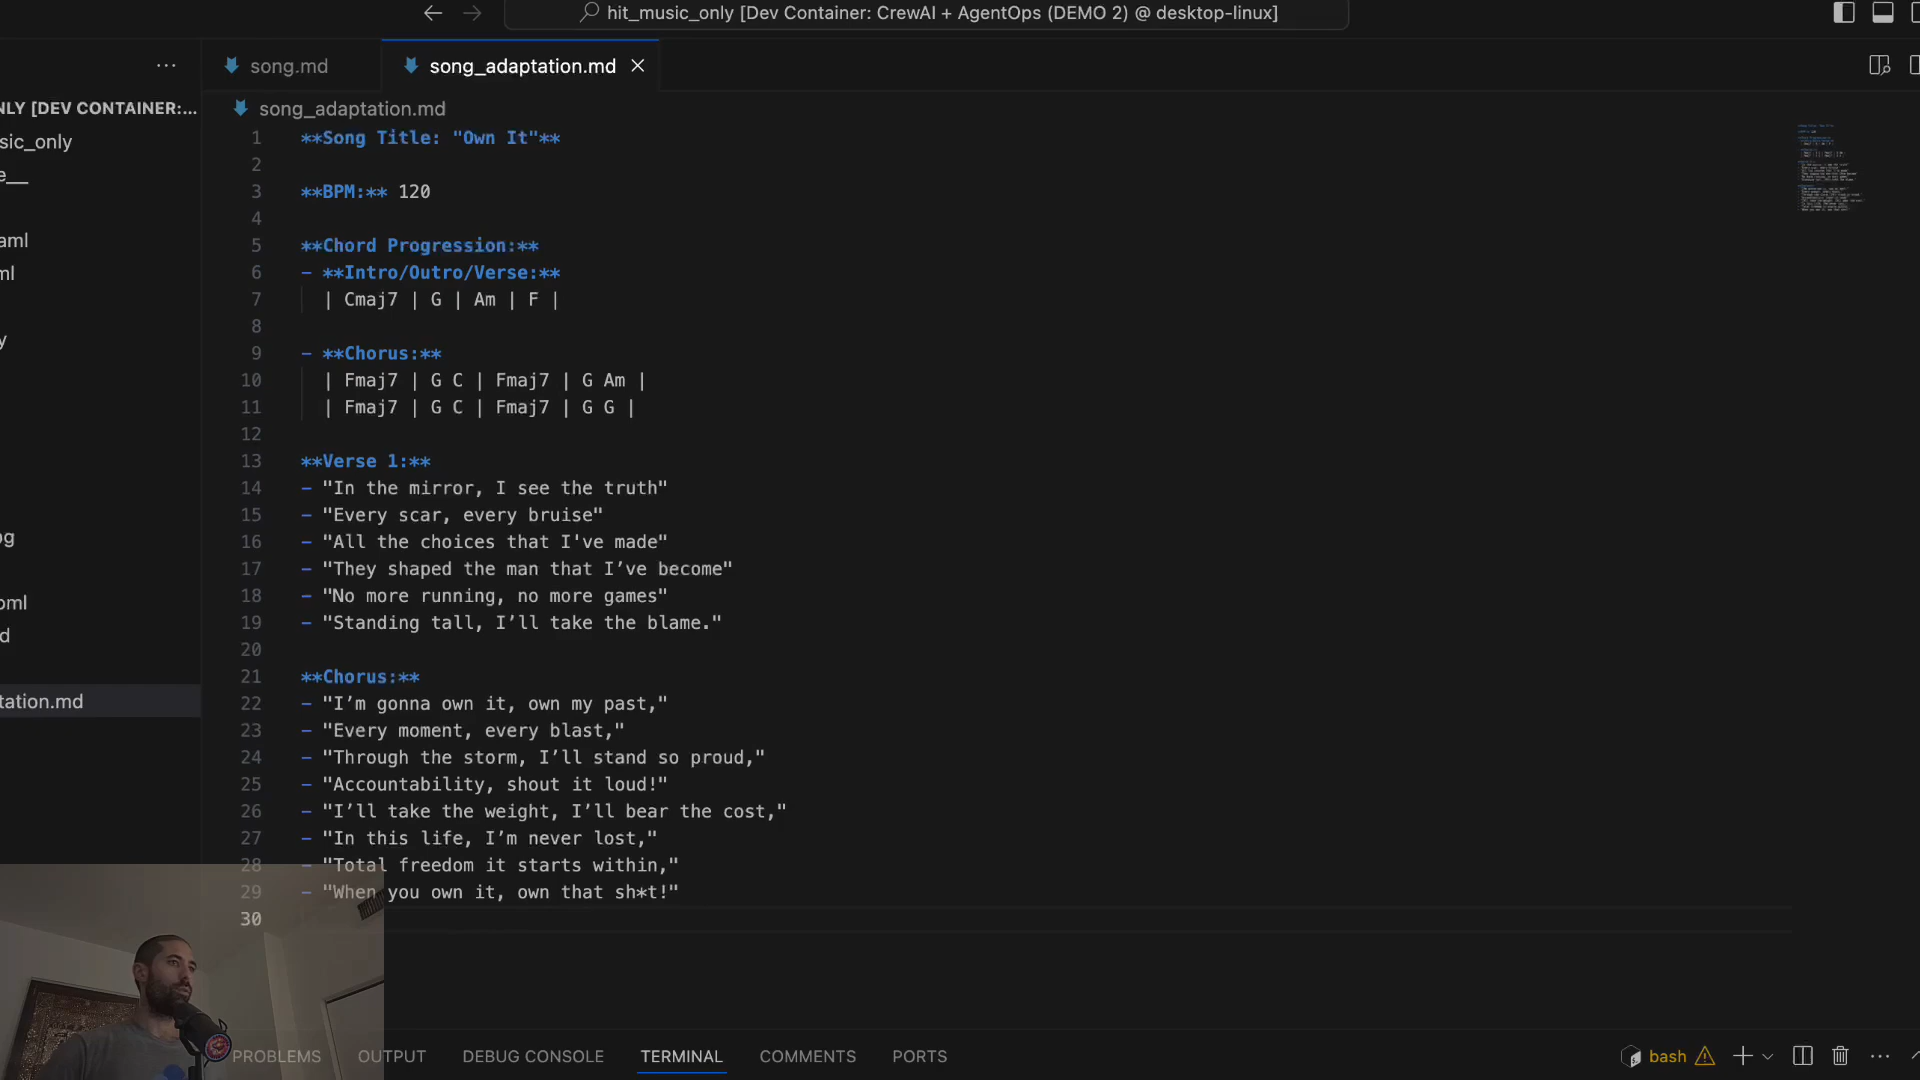 hit_music_only [Dev Container: CrewAI + AgentOps (DEMO 2) @ desktop-linux]
song.md
song_adaptation.md
NLY [DEV CONTAINER:...
sic_only
e__
aml
ml
y
og
oml
d
tation.md
song_adaptation.md
1 **Song Title: "Own It"**
2
3 **BPM:** 120
4
5 **Chord Progression:**
6 - **Intro/Outro/Verse:**
7 | Cmaj7 | G | Am | F |
8
9 - **Chorus:**
10 | Fmaj7 | G C | Fmaj7 | G Am |
11 | Fmaj7 | G C | Fmaj7 | G G |
12
13 **Verse 1:**
14 - "In the mirror, I see the truth"
15 - "Every scar, every bruise"
16 - "All the choices that I've made"
17 - "They shaped the man that I’ve become"
18 - "No more running, no more games"
19 - "Standing tall, I’ll take the blame."
20
21 **Chorus:**
22 - "I’m gonna own it, own my past,"
23 - "Every moment, every blast,"
24 - "Through the storm, I’ll stand so proud,"
25 - "Accountability, shout it loud!"
26 - "I’ll take the weight, I’ll bear the cost,"
27 - "In this life, I’m never lost,"
28 - "Total freedom it starts within,"
29 - "When you own it, own that sh*t!"
30
PROBLEMS OUTPUT DEBUG CONSOLE TERMINAL COMMENTS PORTS
bash